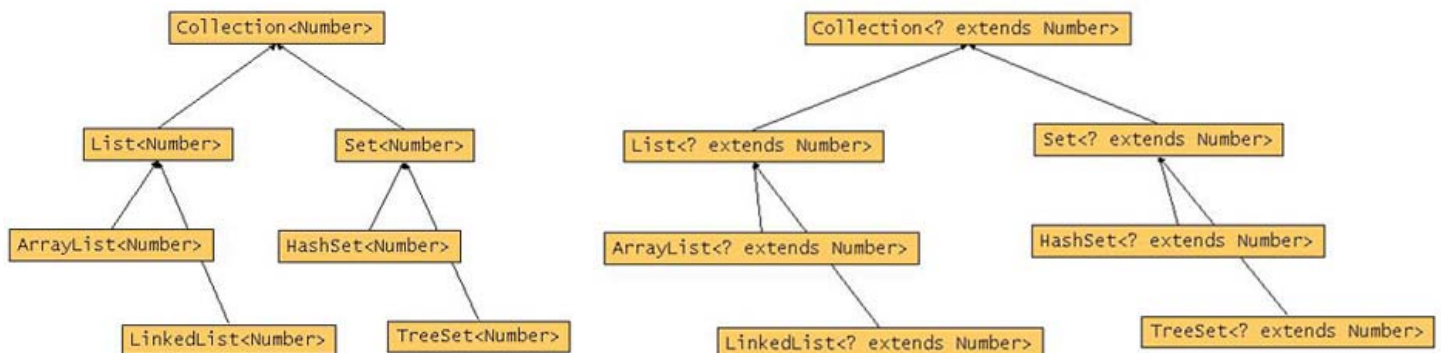 Collection<Number>
List<Number>
Set<Number>
ArrayList<Number>
HashSet<Number>
LinkedList<Number>
TreeSet<Number>
Collection<? extends Number>
List<? extends Number>
Set<? extends Number>
ArrayList<? extends Number>
HashSet<? extends Number>
LinkedList<? extends Number>
TreeSet<? extends Number>